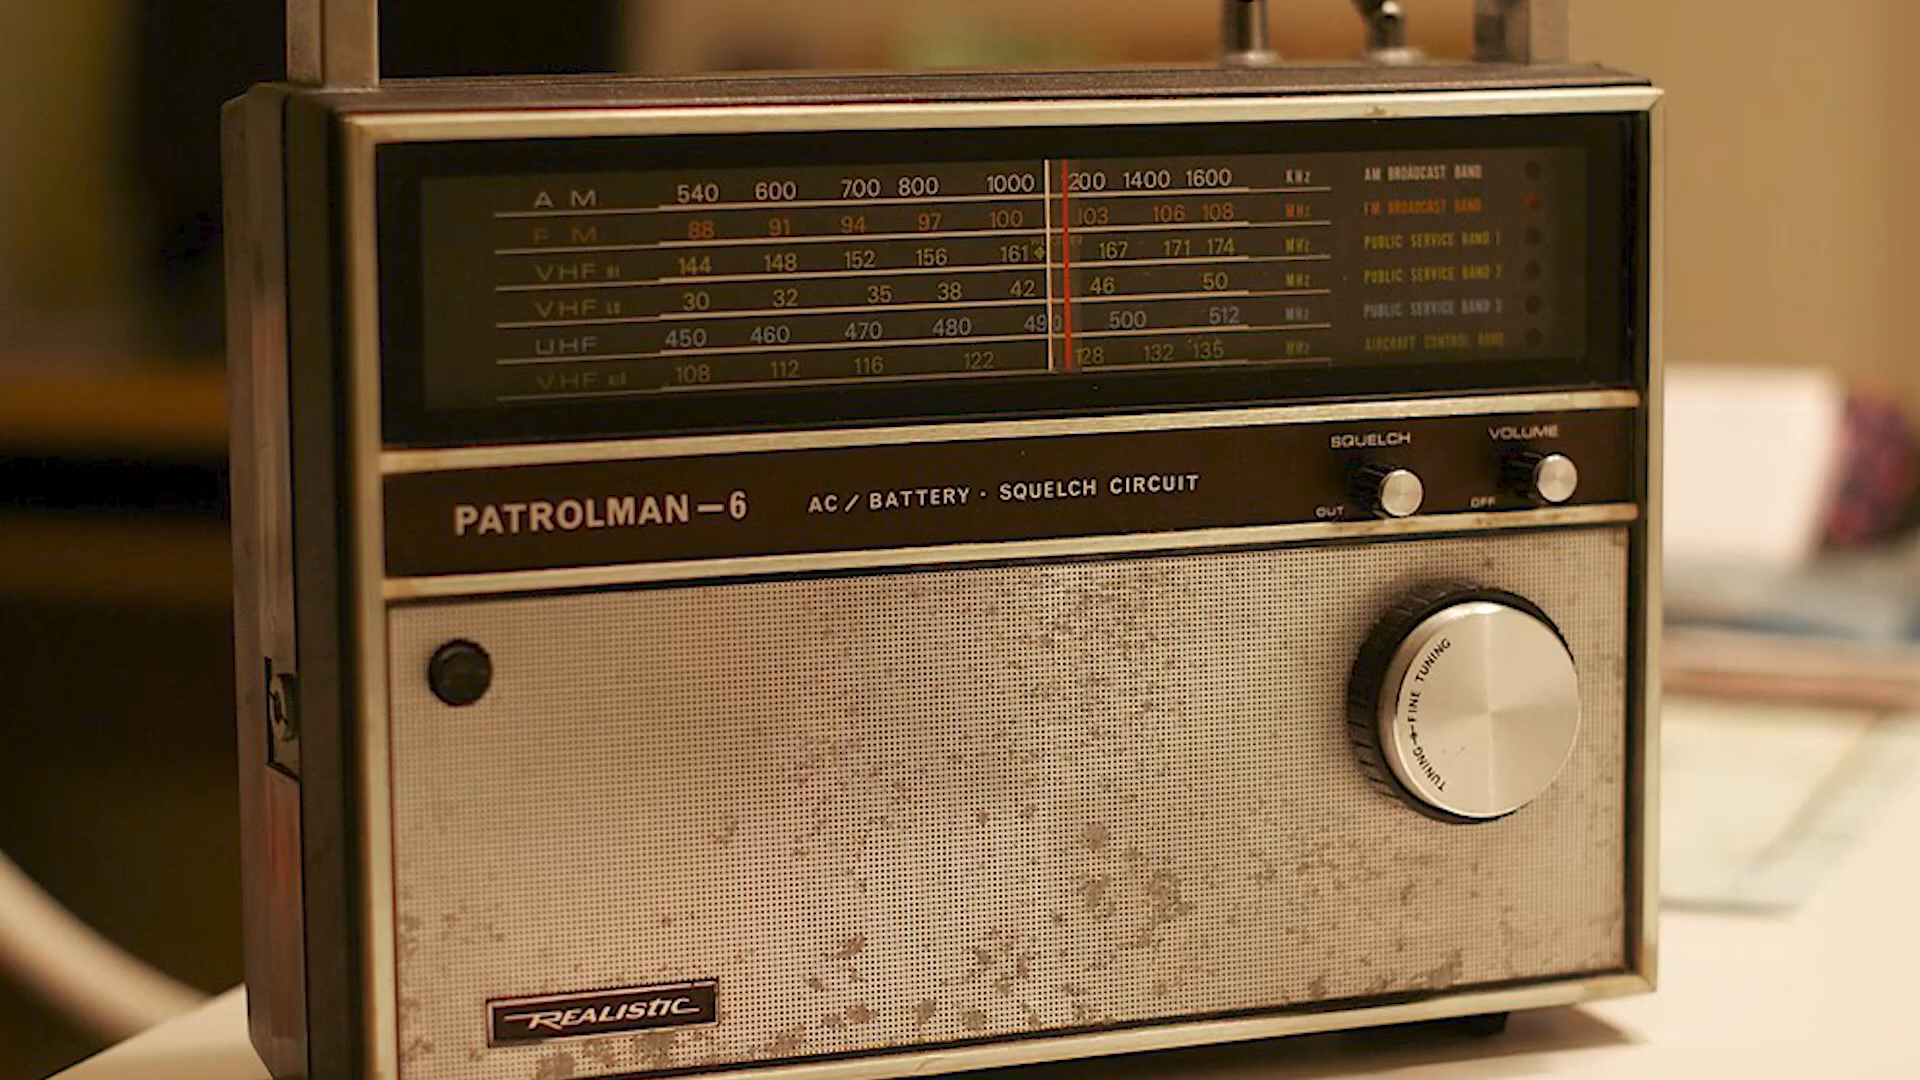 AM 540 600 700 800 1000 1200 1400 1600 KHz AM BROADCAST BAND
FM 88 91 94 97 100 103 106 108 MHz FM BROADCAST BAND
VHF HI 144 148 152 156 161 167 171 174 MHz PUBLIC SERVICE BAND 1
VHF LO 30 32 35 38 42 46 50 MHz PUBLIC SERVICE BAND 2
UHF 450 460 470 480 490 500 512 MHz PUBLIC SERVICE BAND 3
VHF 108 112 116 122 128 132 135 MHz AIRCRAFT CONTROL BAND
SQUELCH VOLUME
PATROLMAN-6 AC/BATTERY · SQUELCH CIRCUIT
OUT OFF
TUNING FINE TUNING
REALISTIC